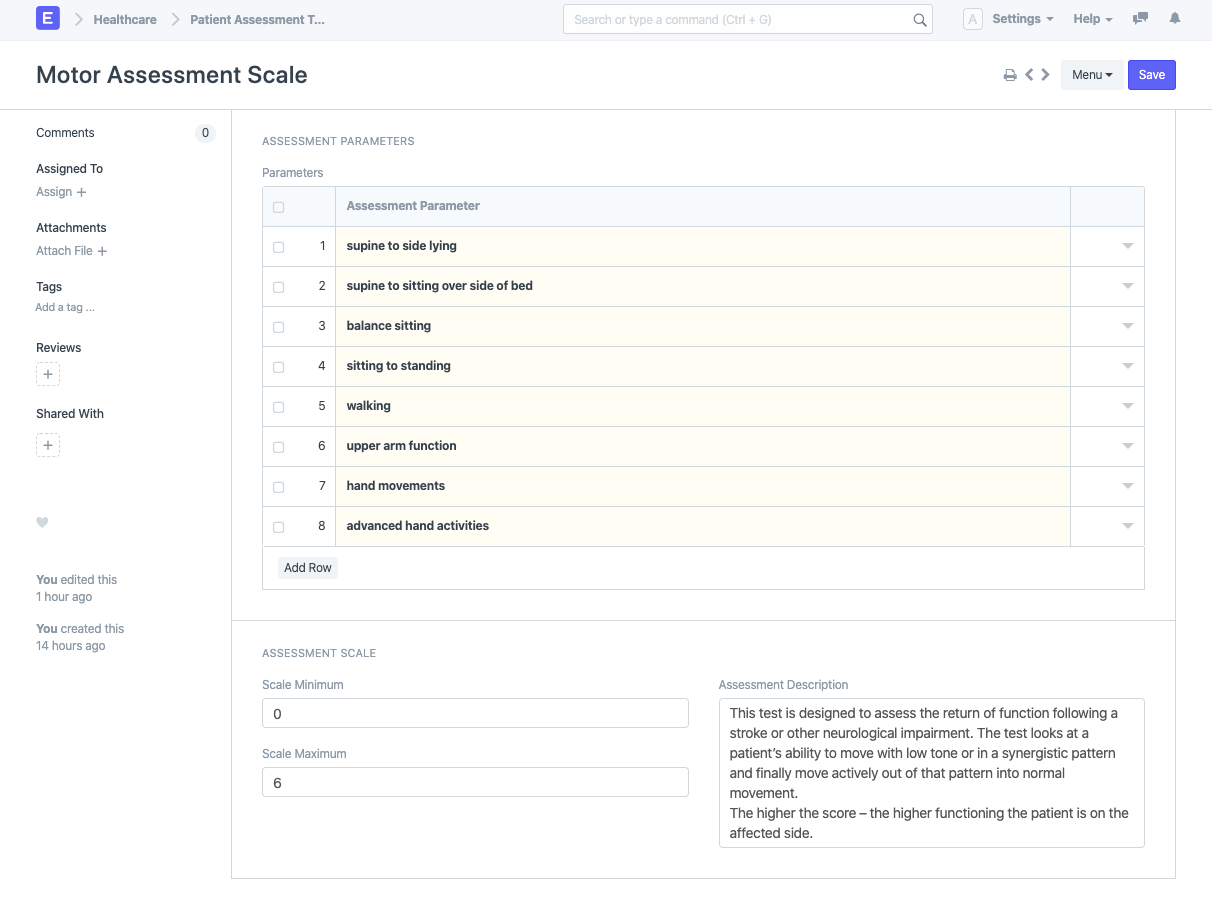 E Healthcare Patient Assessment T... Search or type a command (Ctrl + G) A Settings Help
Motor Assessment Scale Menu Save
Comments 0
Assigned To
Assign +
Attachments
Attach File +
Tags
Add a tag ...
Reviews
+
Shared With
+
You edited this
1 hour ago
You created this
14 hours ago
ASSESSMENT PARAMETERS
Parameters
Assessment Parameter
1 supine to side lying
2 supine to sitting over side of bed
3 balance sitting
4 sitting to standing
5 walking
6 upper arm function
7 hand movements
8 advanced hand activities
Add Row
ASSESSMENT SCALE
Scale Minimum
0
Scale Maximum
6
Assessment Description
This test is designed to assess the return of function following a
stroke or other neurological impairment. The test looks at a
patient’s ability to move with low tone or in a synergistic pattern
and finally move actively out of that pattern into normal
movement.
The higher the score – the higher functioning the patient is on the
affected side.